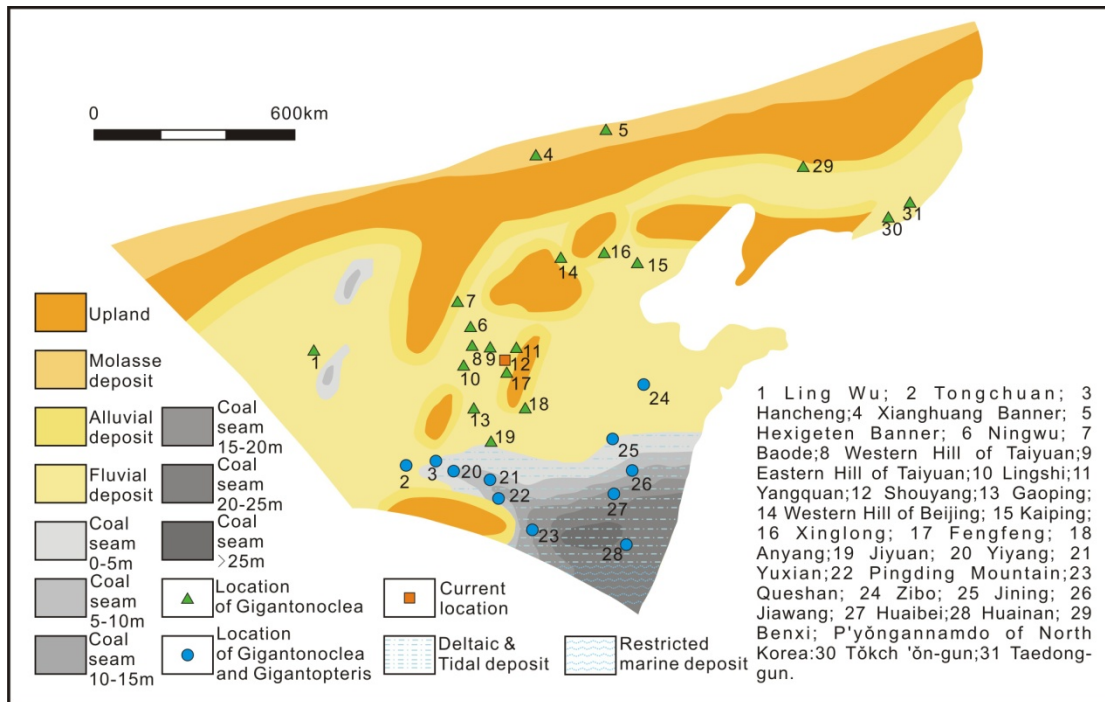 0 600km
5
4
29
31
30
16
14
15
7
6
8
9
11
12
10
17
1
24
13
18
19
25
2
3
20
21
26
22
27
23
28
Upland
Molasse
deposit
Alluvial
deposit
Fluvial
deposit
Coal
seam
0-5m
Coal
seam
5-10m
Coal
seam
10-15m
Coal
seam
15-20m
Coal
seam
20-25m
Coal
seam
>25m
Location
of Gigantonoclea
Location
of Gigantonoclea
and Gigantopteris
Current
location
Deltaic &
Tidal deposit
Restricted
marine deposit
1 Ling Wu; 2 Tongchuan; 3
Hancheng;4 Xianghuang Banner; 5
Hexigeten Banner; 6 Ningwu; 7
Baode;8 Western Hill of Taiyuan;9
Eastern Hill of Taiyuan;10 Lingshi;11
Yangquan;12 Shouyang;13 Gaoping;
14 Western Hill of Beijing; 15 Kaiping;
16 Xinglong; 17 Fengfeng; 18
Anyang;19 Jiyuan; 20 Yiyang; 21
Yuxian;22 Pingding Mountain;23
Queshan; 24 Zibo; 25 Jining; 26
Jiawang; 27 Huaibei;28 Huainan; 29
Benxi; P'yǒngannamdo of North
Korea:30 Tǒkch 'ǒn-gun;31 Taedong-
gun.